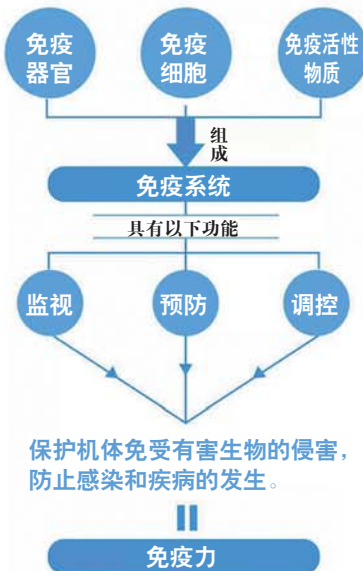 免疫
器官
免疫
细胞
免疫活性
物质
组
成
免疫系统
具有以下功能
监视
预防
调控
保护机体免受有害生物的侵害，
防止感染和疾病的发生。
免疫力